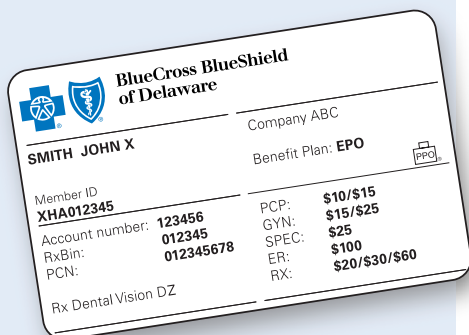 BlueCross BlueShield
of Delaware
SMITH JOHN X
Member ID
XHA012345
Account number: 123456
RxBin: 012345
PCN: 012345678
Rx Dental Vision DZ
Company ABC
Benefit Plan: EPO
PPO
PCP: $10/$15
GYN: $15/$25
SPEC: $25
ER: $100
RX: $20/$30/$60